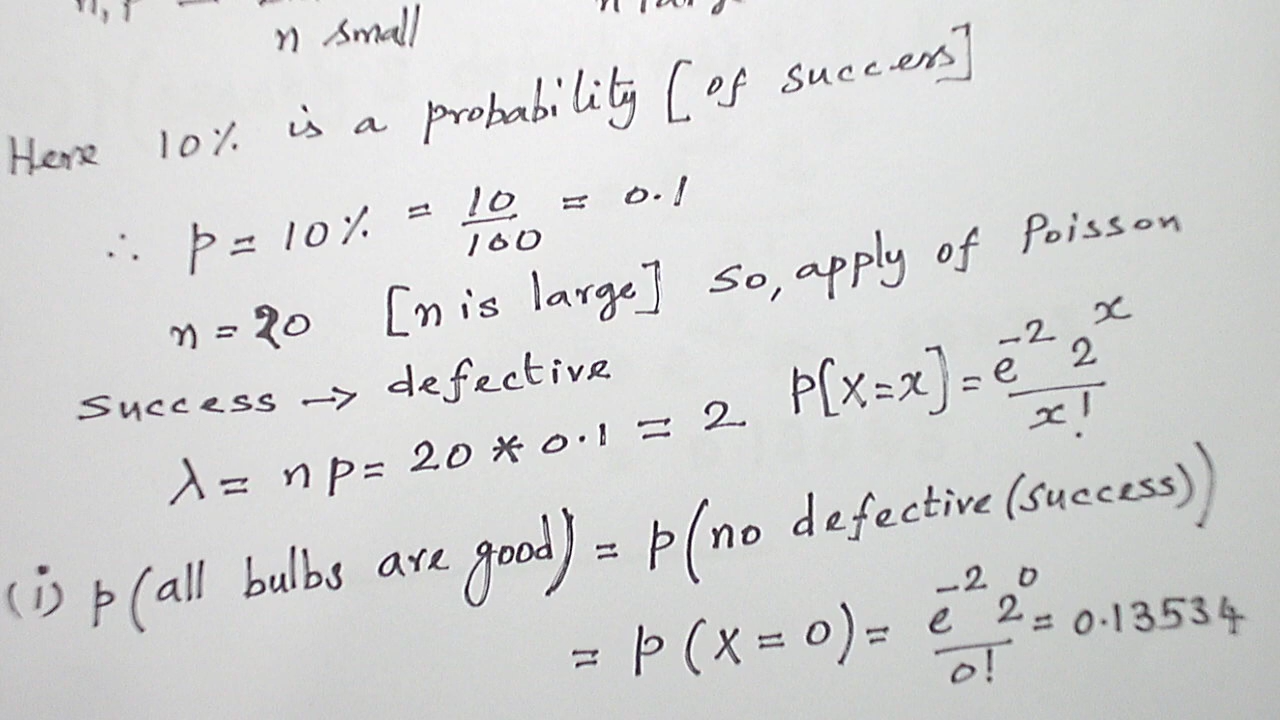 n small
Here 10% is a probability [of success]
∴ p = 10% = 10/100 = 0.1
n = 20 [n is large] so, apply of Poisson
success → defective
λ = np = 20 * 0.1 = 2 p[X=x] = e^-2 2^x / x!
(i) p(all bulbs are good) = p(no defective (success))
= p(X = 0) = e^-2 2^0 / 0! = 0.13534